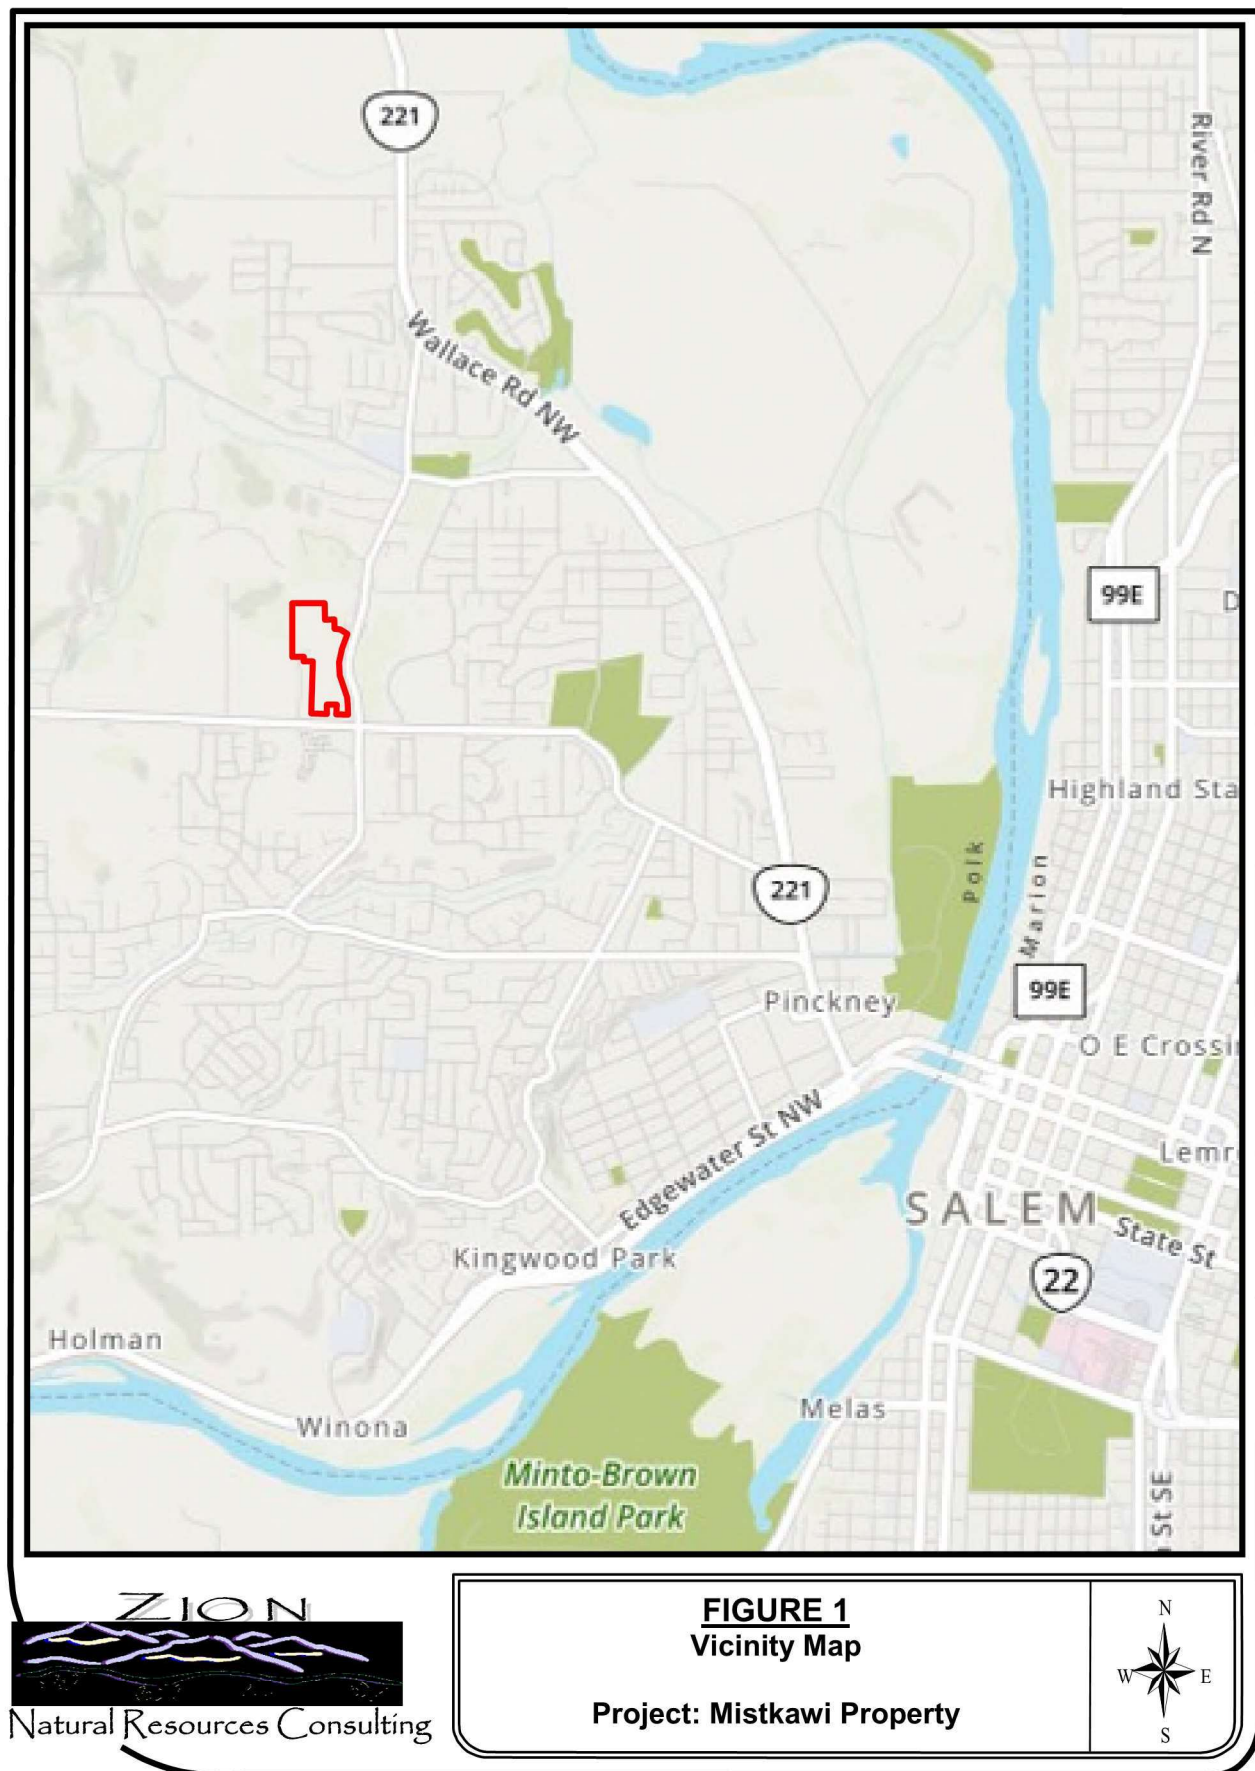 221
River Rd N
Wallace Rd NW
99E
D
Highland Sta
Polk
Marion
221
99E
Pinckney
O E Crossi
Edgewater St NW
Lemr
SALEM
State St
Kingwood Park
22
Holman
Winona
Melas
Minto-Brown
Island Park
St SE
ZION
Natural Resources Consulting
FIGURE 1
Vicinity Map
Project: Mistkawi Property
N
W E
S